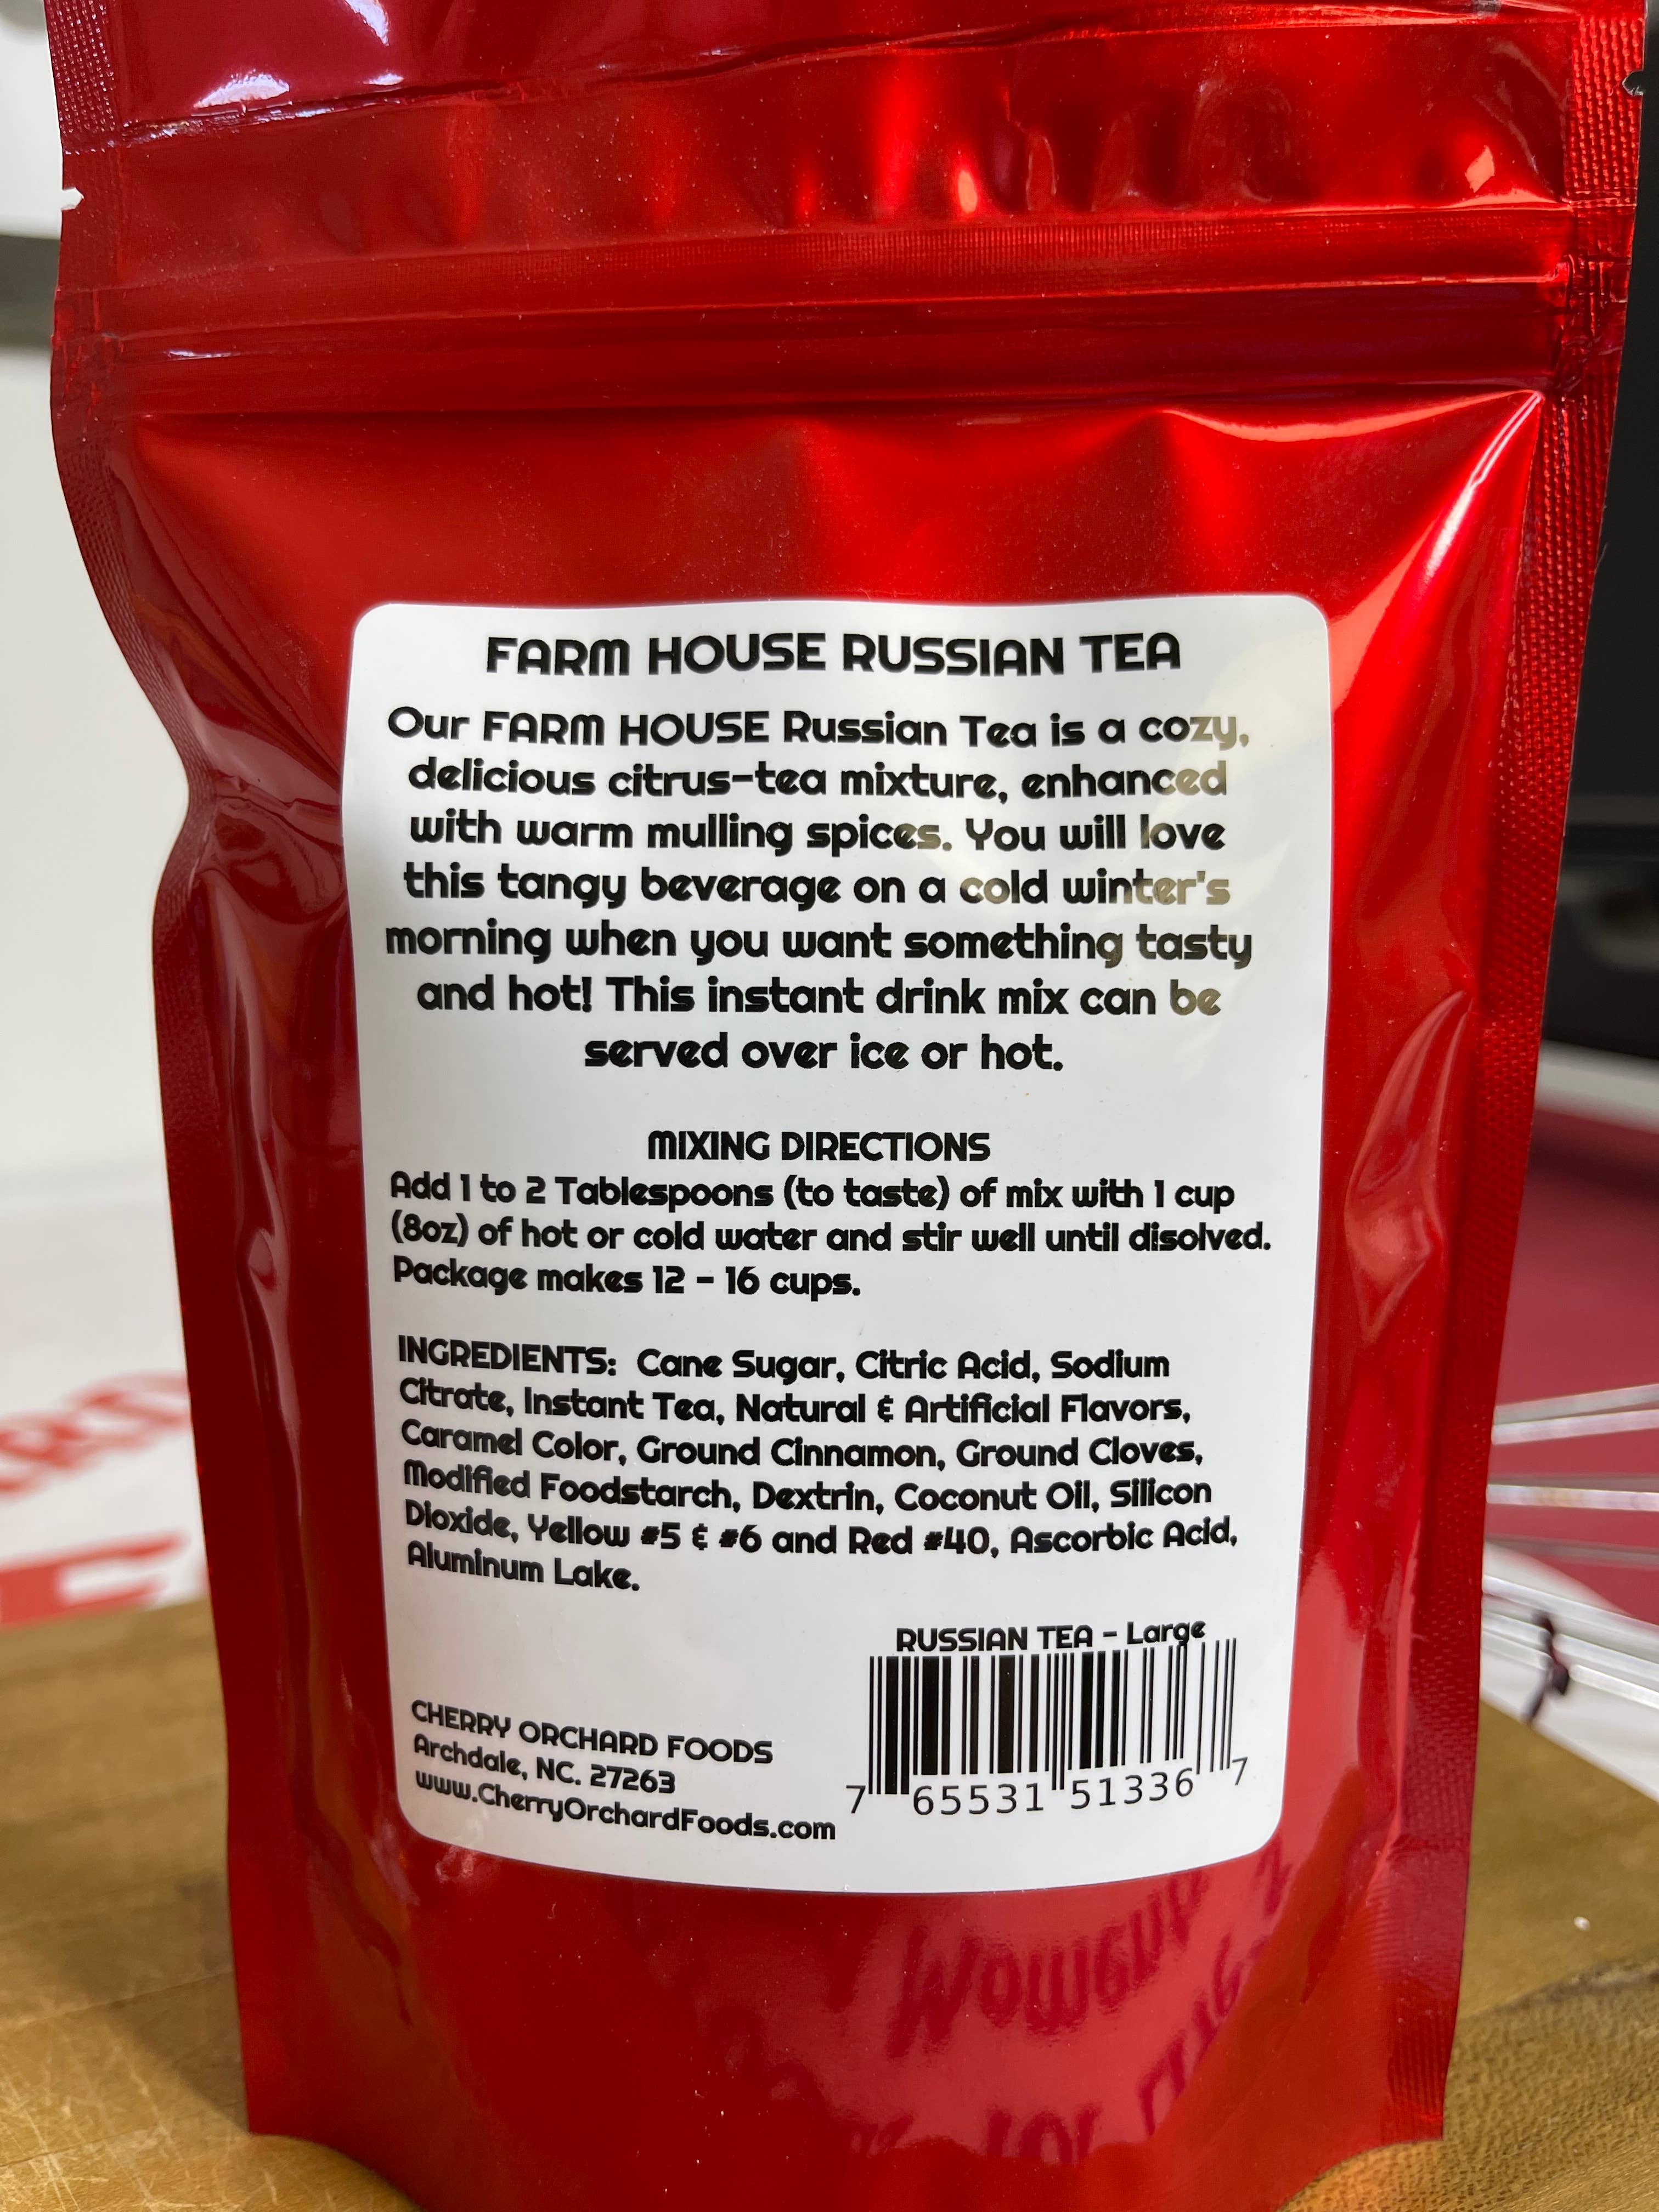 FARM HOUSE RUSSIAN TEA
Our FARM HOUSE Russian Tea is a cozy,
delicious citrus-tea mixture, enhanced
with warm mulling spices. You will love
this tangy beverage on a cold winter's
morning when you want something tasty
and hot! This instant drink mix can be
served over ice or hot.
MIXING DIRECTIONS
Add 1 to 2 Tablespoons (to taste) of mix with 1 cup
(8oz) of hot or cold water and stir well until disolved.
Package makes 12 - 16 cups.
INGREDIENTS: Cane Sugar, Citric Acid, Sodium
Citrate, Instant Tea, Natural & Artificial Flavors,
Caramel Color, Ground Cinnamon, Ground Cloves,
Modified Foodstarch, Dextrin, Coconut Oil, Silicon
Dioxide, Yellow #5 & #6 and Red #40, Ascorbic Acid,
Aluminum Lake.
RUSSIAN TEA - Large
7 65531 51336 7
CHERRY ORCHARD FOODS
Archdale, NC. 27263
www.CherryOrchardFoods.com